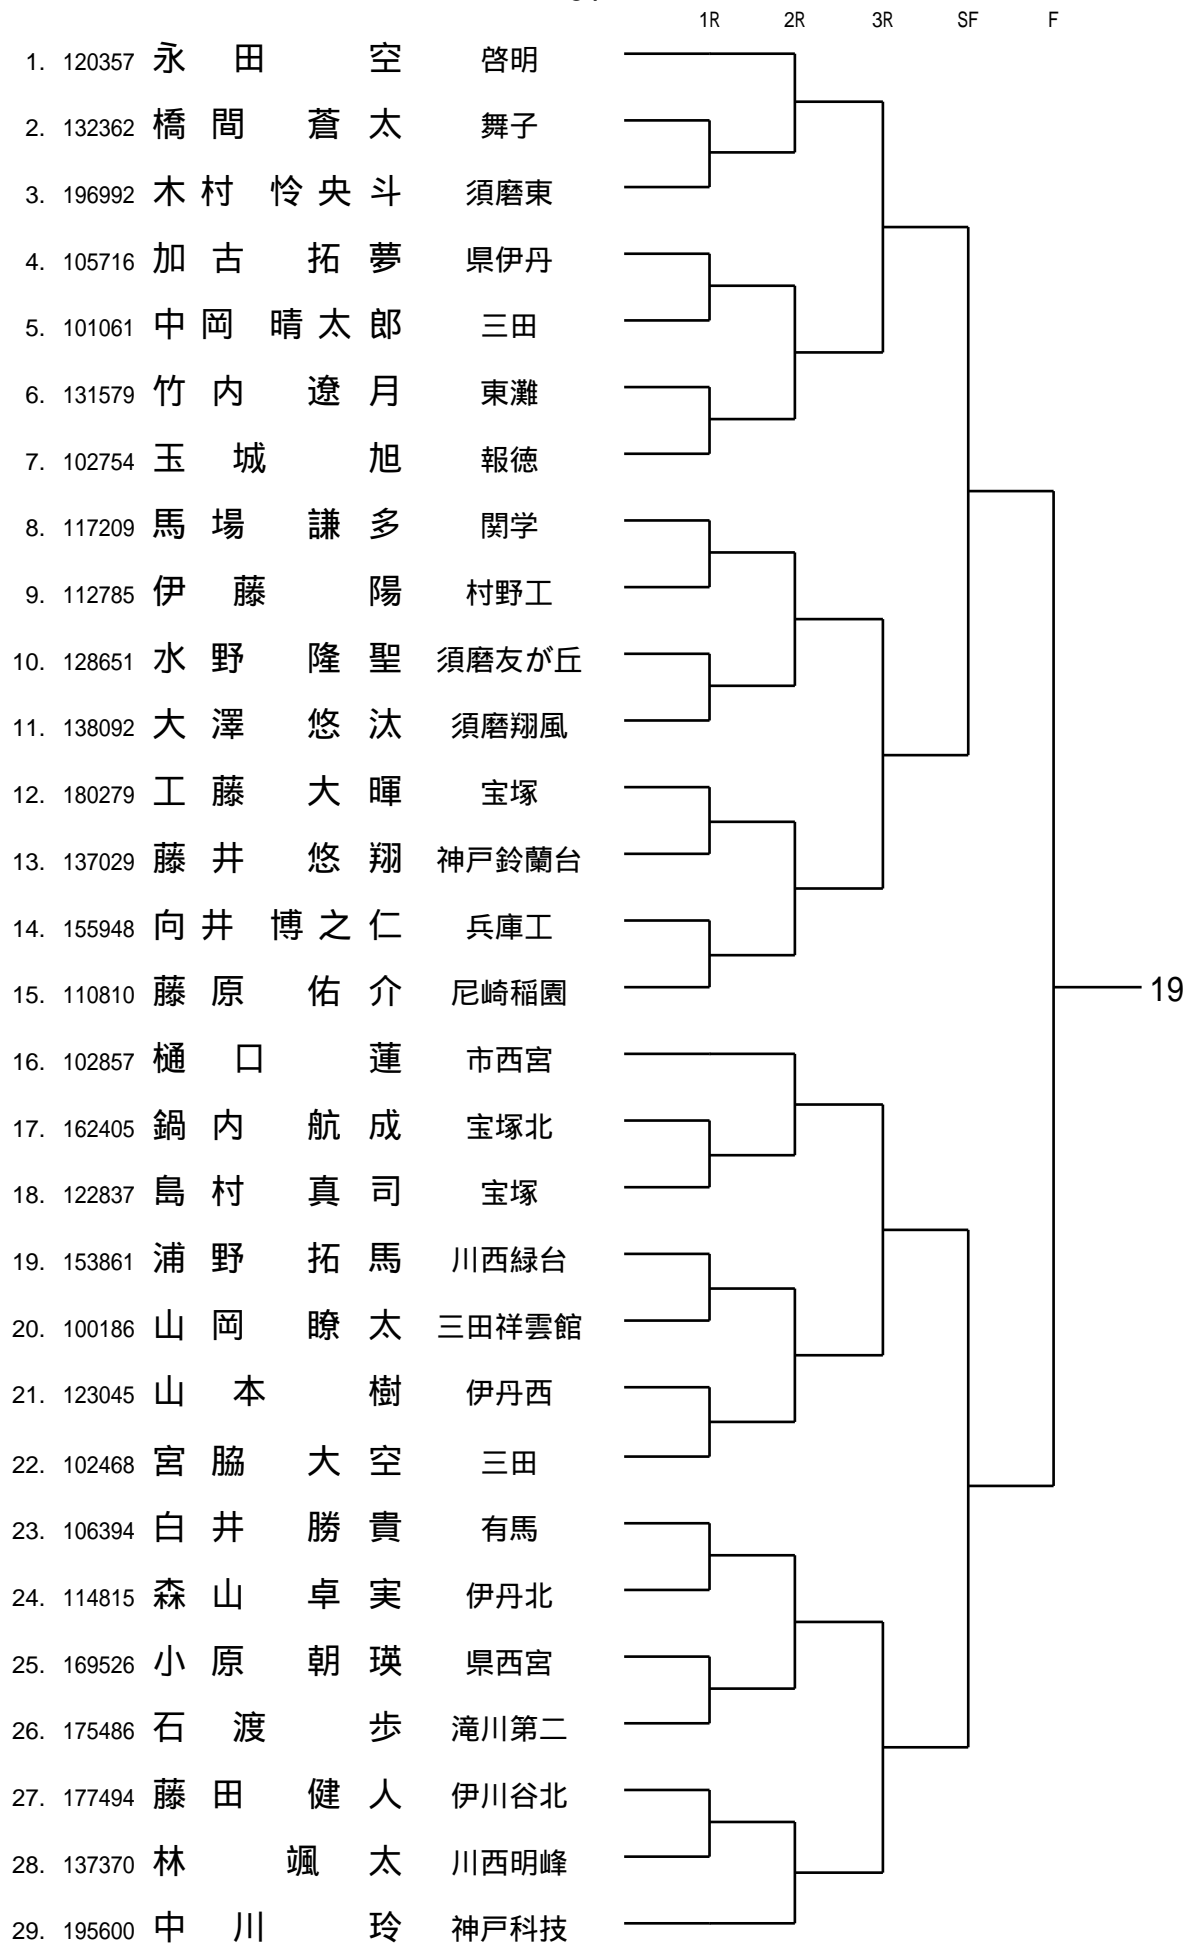 1R 2R 3R SF F
1. 120357 永田 空 啓明
2. 132362 橋間 蒼太 舞子
3. 196992 木村 怜央斗 須磨東
4. 105716 加古 拓夢 県伊丹
5. 101061 中岡 晴太郎 三田
6. 131579 竹内 遼月 東灘
7. 102754 玉城 旭 報徳
8. 117209 馬場 謙多 関学
9. 112785 伊藤 陽 村野工
10. 128651 水野 隆聖 須磨友が丘
11. 138092 大澤 悠汰 須磨翔風
12. 180279 工藤 大暉 宝塚
13. 137029 藤井 悠翔 神戸鈴蘭台
14. 155948 向井 博之仁 兵庫工
15. 110810 藤原 佑介 尼崎稲園
19
16. 102857 樋口 蓮 市西宮
17. 162405 鍋内 航成 宝塚北
18. 122837 島村 真司 宝塚
19. 153861 浦野 拓馬 川西緑台
20. 100186 山岡 瞭太 三田祥雲館
21. 123045 山本 樹 伊丹西
22. 102468 宮脇 大空 三田
23. 106394 白井 勝貴 有馬
24. 114815 森山 卓実 伊丹北
25. 169526 小原 朝瑛 県西宮
26. 175486 石渡 歩 滝川第二
27. 177494 藤田 健人 伊川谷北
28. 137370 林 颯太 川西明峰
29. 195600 中川 玲 神戸科技